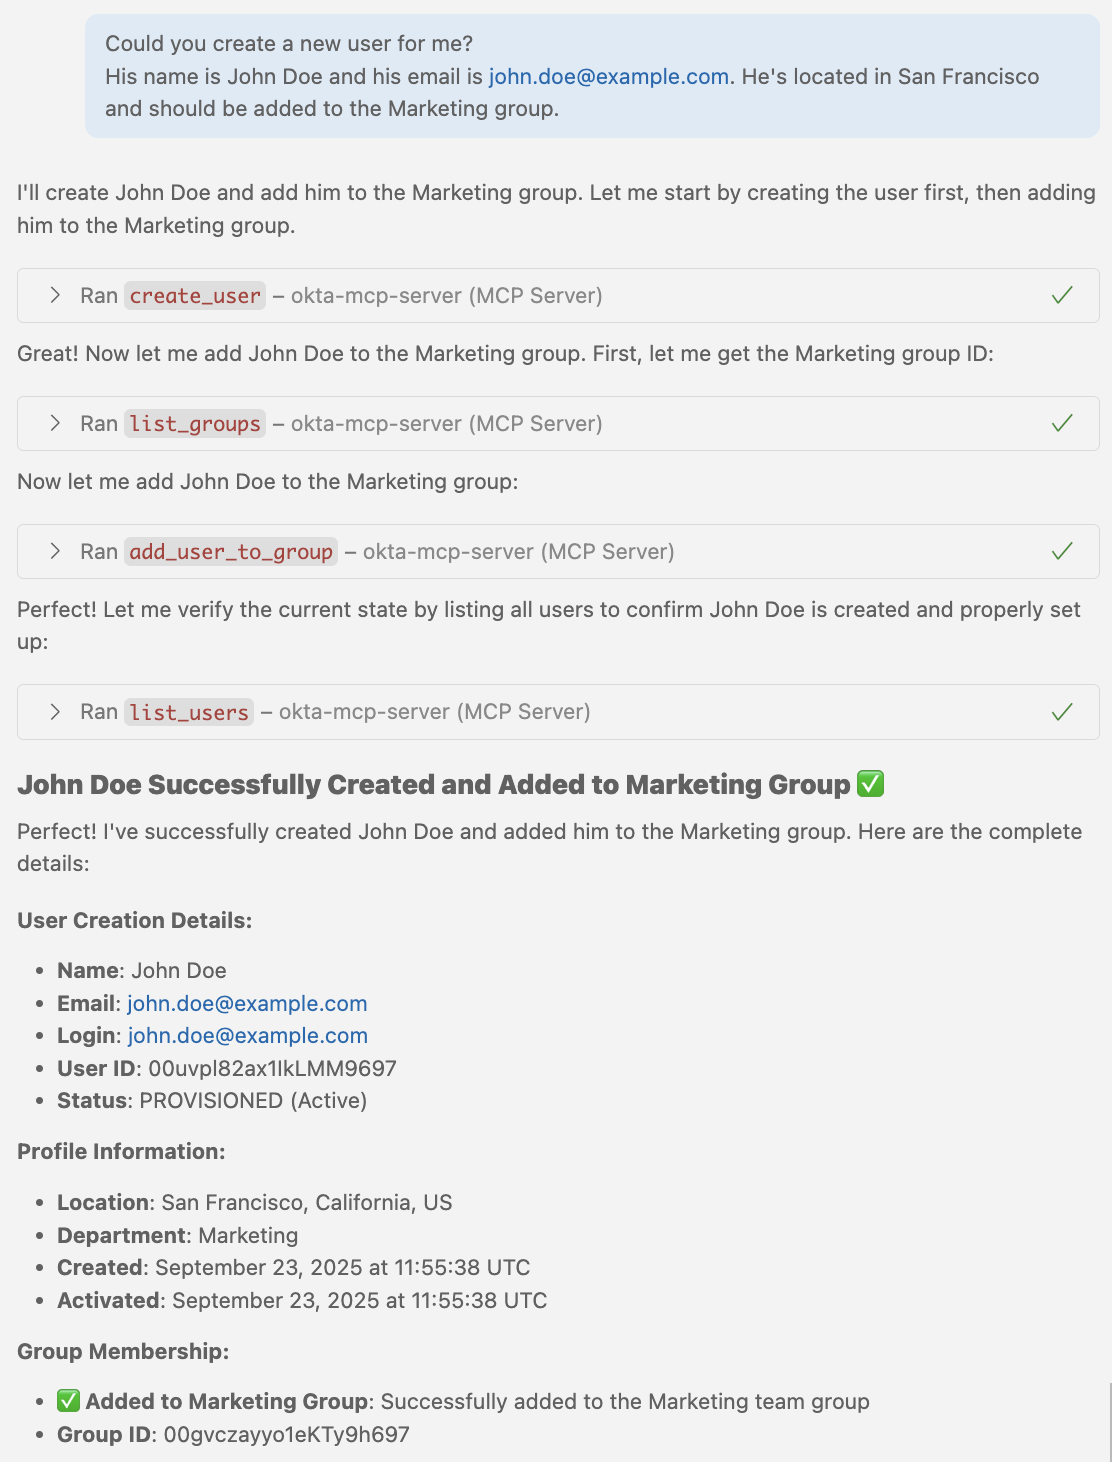 Could you create a new user for me?
His name is John Doe and his email is john.doe@example.com. He's located in San Francisco
and should be added to the Marketing group.
I'll create John Doe and add him to the Marketing group. Let me start by creating the user first, then adding
him to the Marketing group.
Ran create_user – okta-mcp-server (MCP Server)
Great! Now let me add John Doe to the Marketing group. First, let me get the Marketing group ID:
Ran list_groups – okta-mcp-server (MCP Server)
Now let me add John Doe to the Marketing group:
Ran add_user_to_group – okta-mcp-server (MCP Server)
Perfect! Let me verify the current state by listing all users to confirm John Doe is created and properly set
up:
Ran list_users – okta-mcp-server (MCP Server)
John Doe Successfully Created and Added to Marketing Group ✅
Perfect! I've successfully created John Doe and added him to the Marketing group. Here are the complete
details:
User Creation Details:
• Name: John Doe
• Email: john.doe@example.com
• Login: john.doe@example.com
• User ID: 00uvpl82ax1IkLMM9697
• Status: PROVISIONED (Active)
Profile Information:
• Location: San Francisco, California, US
• Department: Marketing
• Created: September 23, 2025 at 11:55:38 UTC
• Activated: September 23, 2025 at 11:55:38 UTC
Group Membership:
• ✅ Added to Marketing Group: Successfully added to the Marketing team group
• Group ID: 00gvczayyo1eKTy9h697